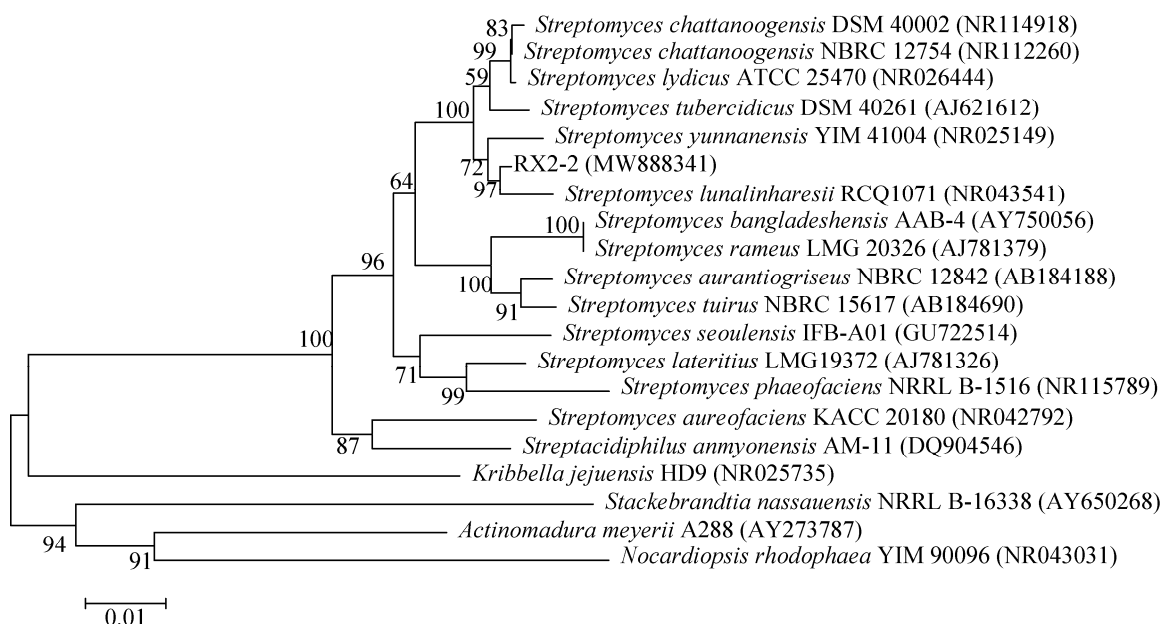 83
Streptomyces chattanoogensis DSM 40002 (NR114918)
99
Streptomyces chattanoogensis NBRC 12754 (NR112260)
59
Streptomyces lydicus ATCC 25470 (NR026444)
100
Streptomyces tubercidicus DSM 40261 (AJ621612)
Streptomyces yunnanensis YIM 41004 (NR025149)
72
RX2-2 (MW888341)
64
97
Streptomyces lunalinharesii RCQ1071 (NR043541)
100
Streptomyces bangladeshensis AAB-4 (AY750056)
Streptomyces rameus LMG 20326 (AJ781379)
96
100
Streptomyces aurantiogriseus NBRC 12842 (AB184188)
91
Streptomyces tuirus NBRC 15617 (AB184690)
100
Streptomyces seoulensis IFB-A01 (GU722514)
71
Streptomyces lateritius LMG19372 (AJ781326)
99
Streptomyces phaeofaciens NRRL B-1516 (NR115789)
Streptomyces aureofaciens KACC 20180 (NR042792)
87
Streptacidiphilus anmyonensis AM-11 (DQ904546)
Kribbella jejuensis HD9 (NR025735)
Stackebrandtia nassauensis NRRL B-16338 (AY650268)
94
Actinomadura meyerii A288 (AY273787)
91
Nocardiopsis rhodophaea YIM 90096 (NR043031)
0.01